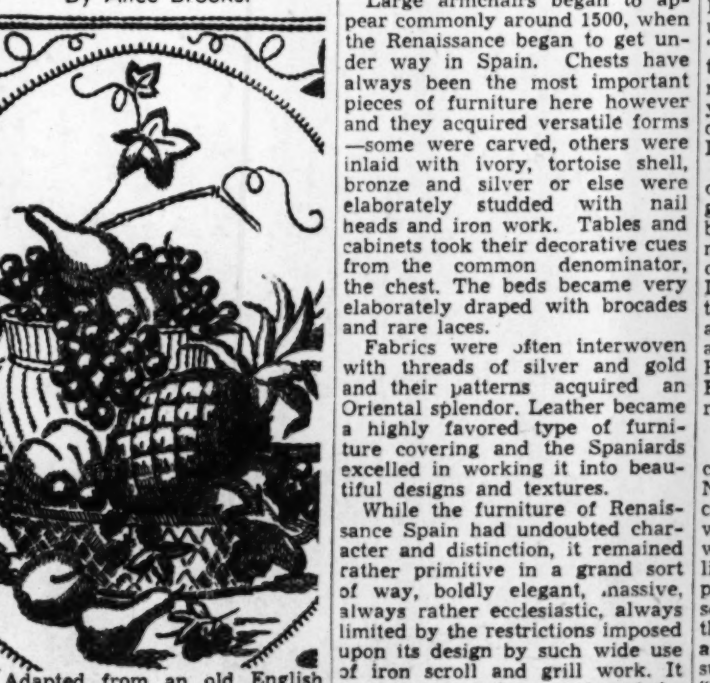 By Alice Brooks.
Adapted from an old English
Large armchairs began to ap-
pear commonly around 1500, when
the Renaissance began to get un-
der way in Spain. Chests have
always been the most important
pieces of furniture here however
and they acquired versatile forms
—some were carved, others were
inlaid with ivory, tortoise shell,
bronze and silver or else were
elaborately studded with nail
heads and iron work. Tables and
cabinets took their decorative cues
from the common denominator,
the chest. The beds became very
elaborately draped with brocades
and rare laces.
Fabrics were often interwoven
with threads of silver and gold
and their patterns acquired an
Oriental splendor. Leather became
a highly favored type of furni-
ture covering and the Spaniards
excelled in working it into beau-
tiful designs and textures.
While the furniture of Renais-
sance Spain had undoubted char-
acter and distinction, it remained
rather primitive in a grand sort
of way, boldly elegant, massive,
always rather ecclesiastic, always
limited by the restrictions imposed
upon its design by such wide use
of iron scroll and grill work. It